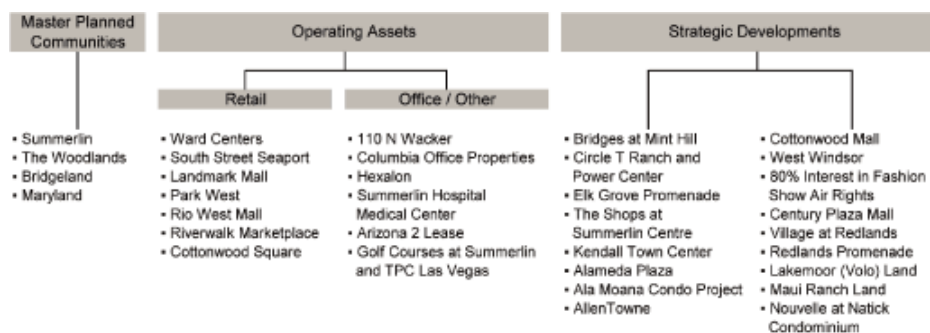 Master Planned
Communities
▪ Summerlin
▪ The Woodlands
▪ Bridgeland
▪ Maryland
Operating Assets
Retail
▪ Ward Centers
▪ South Street Seaport
▪ Landmark Mall
▪ Park West
▪ Rio West Mall
▪ Riverwalk Marketplace
▪ Cottonwood Square
Office / Other
▪ 110 N Wacker
▪ Columbia Office Properties
▪ Hexalon
▪ Summerlin Hospital
Medical Center
▪ Arizona 2 Lease
▪ Golf Courses at Summerlin
and TPC Las Vegas
Strategic Developments
▪ Bridges at Mint Hill
▪ Circle T Ranch and
Power Center
▪ Elk Grove Promenade
▪ The Shops at
Summerlin Centre
▪ Kendall Town Center
▪ Alameda Plaza
▪ Ala Moana Condo Project
▪ AllenTowne
▪ Cottonwood Mall
▪ West Windsor
▪ 80% Interest in Fashion
Show Air Rights
▪ Century Plaza Mall
▪ Village at Redlands
▪ Redlands Promenade
▪ Lakemoor (Volo) Land
▪ Maui Ranch Land
▪ Nouvelle at Natick
Condominium